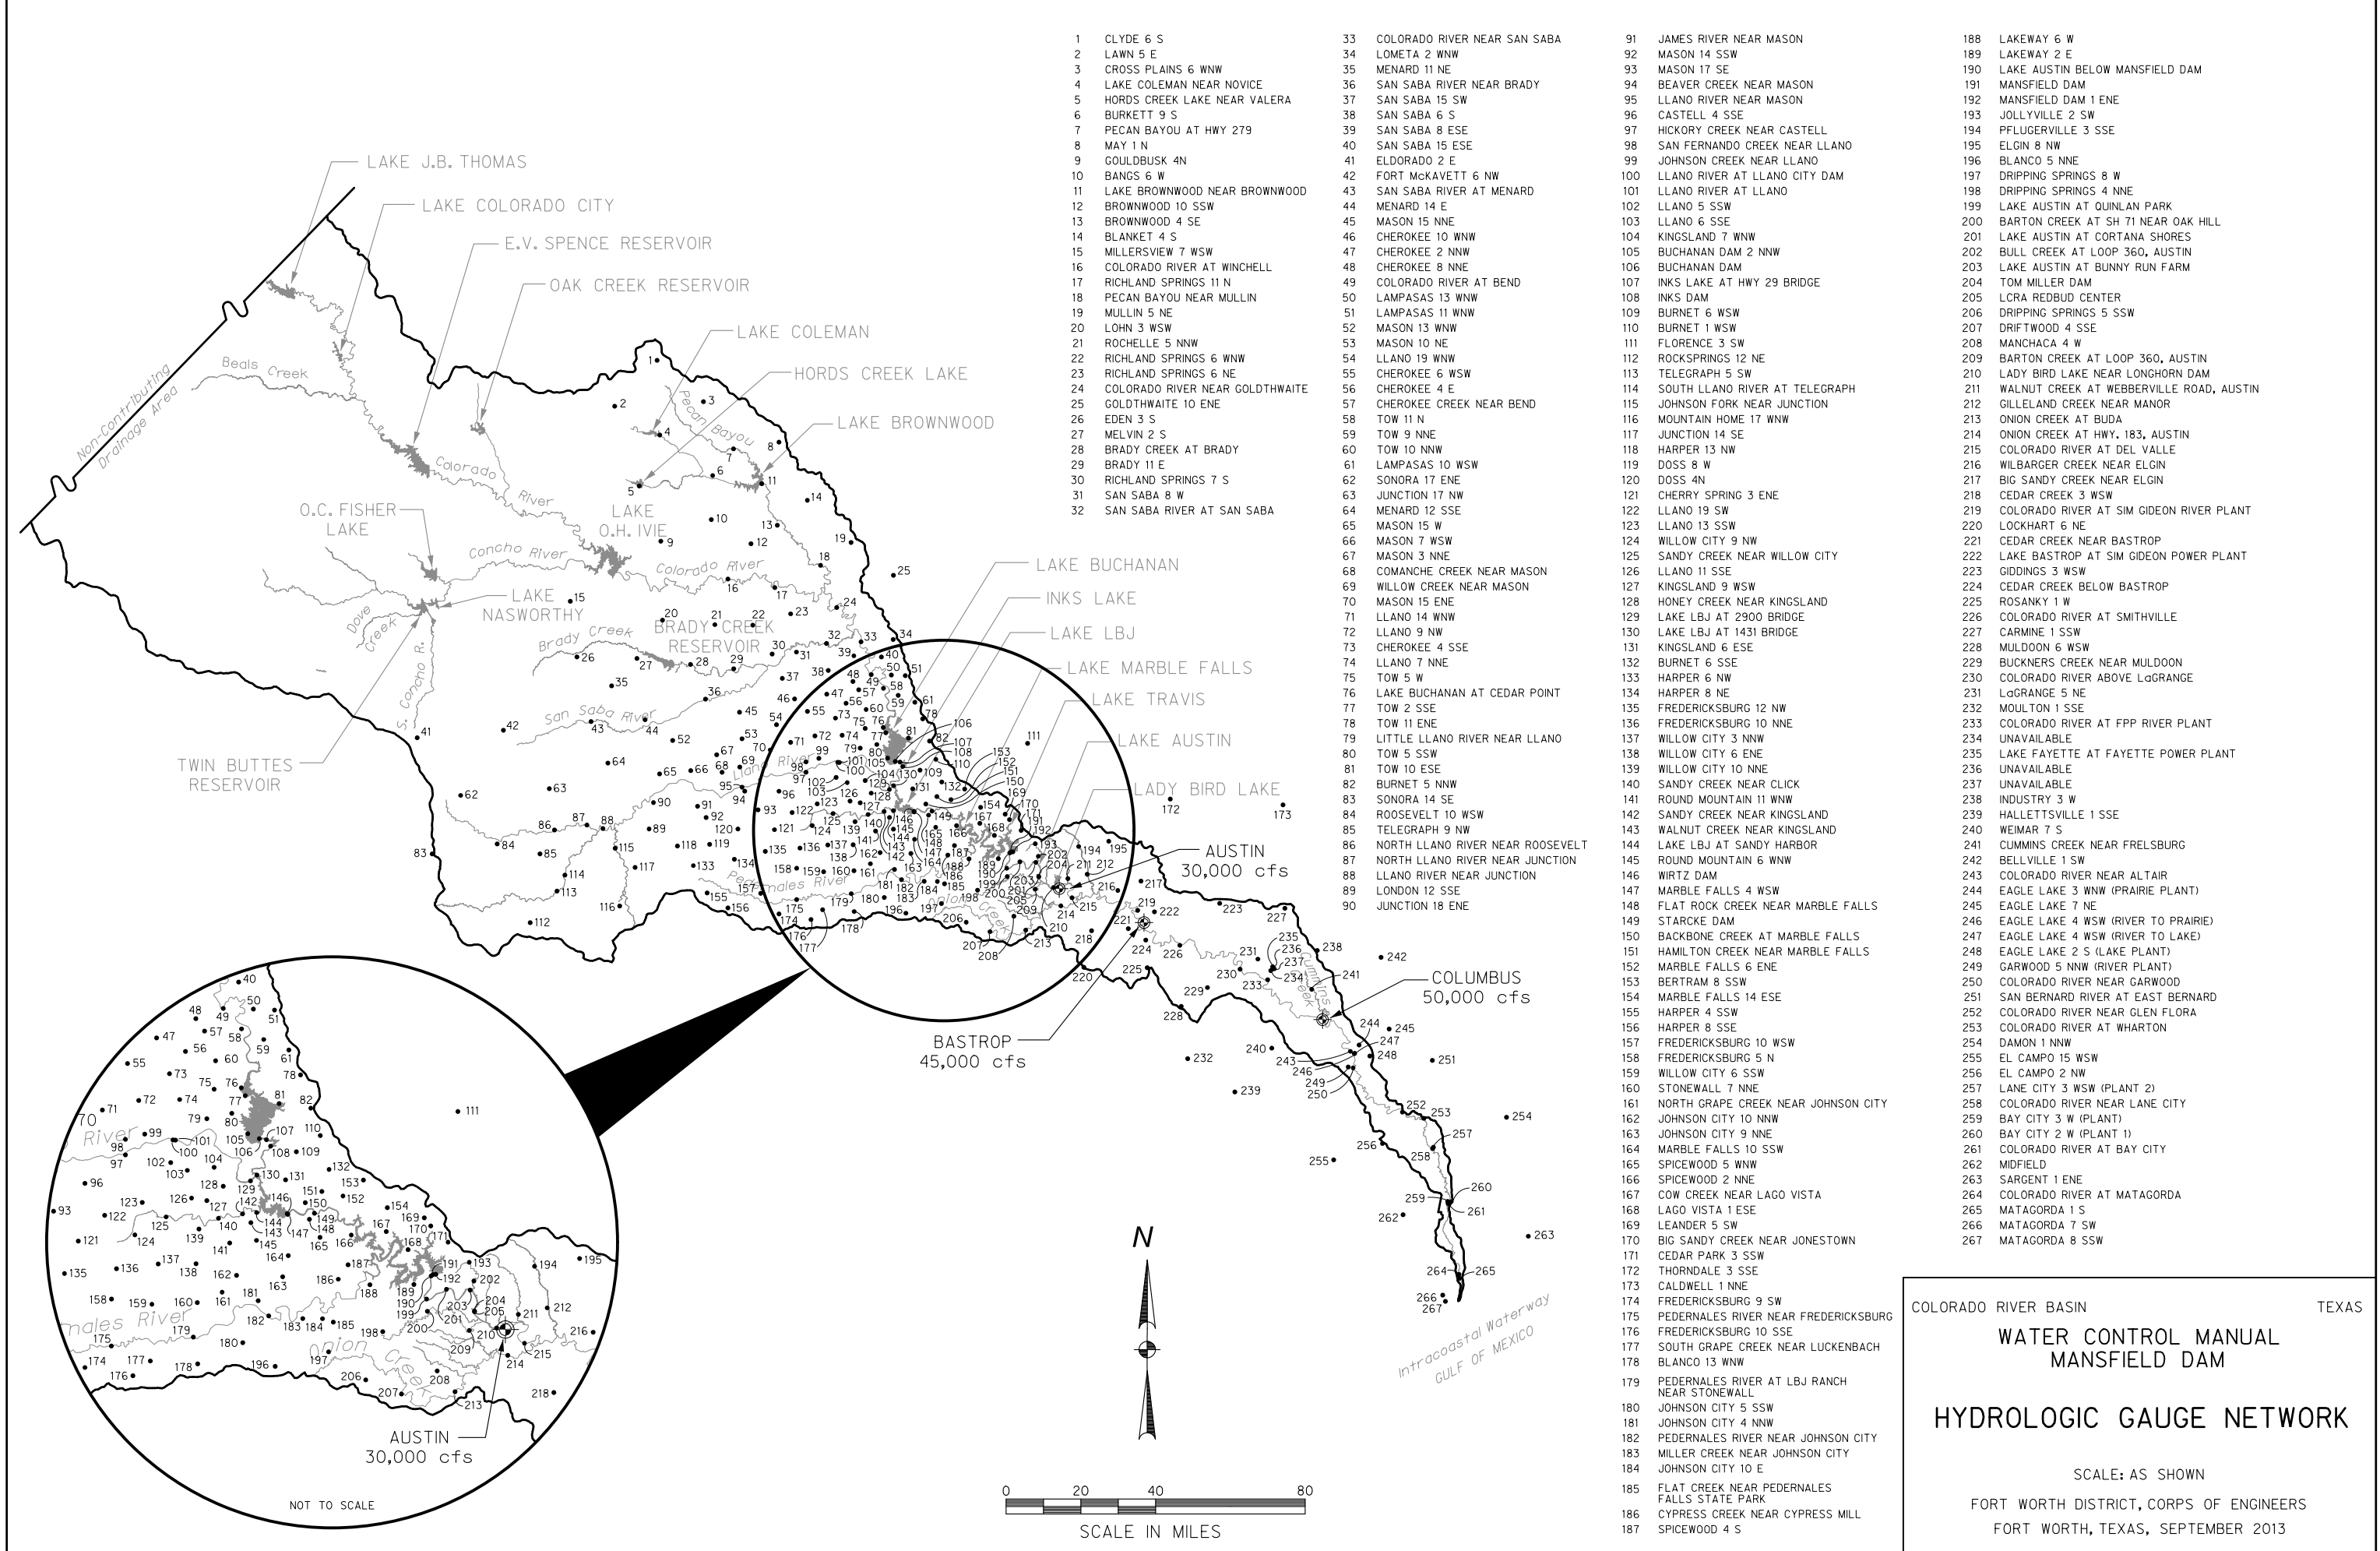 LAKE J.B. THOMAS
LAKE COLORADO CITY
E.V. SPENCE RESERVOIR
OAK CREEK RESERVOIR
LAKE COLEMAN
HORDS CREEK LAKE
LAKE BROWNWOOD
Non-Contributing
Drainage Area
Beals Creek
Pecan Bayou
Colorado
River
O.C. FISHER
LAKE
LAKE
O.H. IVIE
Concho River
Colorado River
LAKE
NASWORTHY
Dove
Creek
S. Concho R.
Brady Creek
BRADY CREEK
RESERVOIR
San Saba River
TWIN BUTTES
RESERVOIR
Llano River
Pedernales River
Onion Creek
LAKE BUCHANAN
INKS LAKE
LAKE LBJ
LAKE MARBLE FALLS
LAKE TRAVIS
LAKE AUSTIN
LADY BIRD LAKE
AUSTIN
30,000 cfs
BASTROP
45,000 cfs
COLUMBUS
50,000 cfs
Cummins
Creek
Intracoastal Waterway
GULF OF MEXICO
River
nales River
Onion Creek
AUSTIN
30,000 cfs
NOT TO SCALE
N
0 20 40 80
SCALE IN MILES
1 CLYDE 6 S
2 LAWN 5 E
3 CROSS PLAINS 6 WNW
4 LAKE COLEMAN NEAR NOVICE
5 HORDS CREEK LAKE NEAR VALERA
6 BURKETT 9 S
7 PECAN BAYOU AT HWY 279
8 MAY 1 N
9 GOULDBUSK 4N
10 BANGS 6 W
11 LAKE BROWNWOOD NEAR BROWNWOOD
12 BROWNWOOD 10 SSW
13 BROWNWOOD 4 SE
14 BLANKET 4 S
15 MILLERSVIEW 7 WSW
16 COLORADO RIVER AT WINCHELL
17 RICHLAND SPRINGS 11 N
18 PECAN BAYOU NEAR MULLIN
19 MULLIN 5 NE
20 LOHN 3 WSW
21 ROCHELLE 5 NNW
22 RICHLAND SPRINGS 6 WNW
23 RICHLAND SPRINGS 6 NE
24 COLORADO RIVER NEAR GOLDTHWAITE
25 GOLDTHWAITE 10 ENE
26 EDEN 3 S
27 MELVIN 2 S
28 BRADY CREEK AT BRADY
29 BRADY 11 E
30 RICHLAND SPRINGS 7 S
31 SAN SABA 8 W
32 SAN SABA RIVER AT SAN SABA
33 COLORADO RIVER NEAR SAN SABA
34 LOMETA 2 WNW
35 MENARD 11 NE
36 SAN SABA RIVER NEAR BRADY
37 SAN SABA 15 SW
38 SAN SABA 6 S
39 SAN SABA 8 ESE
40 SAN SABA 15 ESE
41 ELDORADO 2 E
42 FORT McKAVETT 6 NW
43 SAN SABA RIVER AT MENARD
44 MENARD 14 E
45 MASON 15 NNE
46 CHEROKEE 10 WNW
47 CHEROKEE 2 NNW
48 CHEROKEE 8 NNE
49 COLORADO RIVER AT BEND
50 LAMPASAS 13 WNW
51 LAMPASAS 11 WNW
52 MASON 13 WNW
53 MASON 10 NE
54 LLANO 19 WNW
55 CHEROKEE 6 WSW
56 CHEROKEE 4 E
57 CHEROKEE CREEK NEAR BEND
58 TOW 11 N
59 TOW 9 NNE
60 TOW 10 NNW
61 LAMPASAS 10 WSW
62 SONORA 17 ENE
63 JUNCTION 17 NW
64 MENARD 12 SSE
65 MASON 15 W
66 MASON 7 WSW
67 MASON 3 NNE
68 COMANCHE CREEK NEAR MASON
69 WILLOW CREEK NEAR MASON
70 MASON 15 ENE
71 LLANO 14 WNW
72 LLANO 9 NW
73 CHEROKEE 4 SSE
74 LLANO 7 NNE
75 TOW 5 W
76 LAKE BUCHANAN AT CEDAR POINT
77 TOW 2 SSE
78 TOW 11 ENE
79 LITTLE LLANO RIVER NEAR LLANO
80 TOW 5 SSW
81 TOW 10 ESE
82 BURNET 5 NNW
83 SONORA 14 SE
84 ROOSEVELT 10 WSW
85 TELEGRAPH 9 NW
86 NORTH LLANO RIVER NEAR ROOSEVELT
87 NORTH LLANO RIVER NEAR JUNCTION
88 LLANO RIVER NEAR JUNCTION
89 LONDON 12 SSE
90 JUNCTION 18 ENE
91 JAMES RIVER NEAR MASON
92 MASON 14 SSW
93 MASON 17 SE
94 BEAVER CREEK NEAR MASON
95 LLANO RIVER NEAR MASON
96 CASTELL 4 SSE
97 HICKORY CREEK NEAR CASTELL
98 SAN FERNANDO CREEK NEAR LLANO
99 JOHNSON CREEK NEAR LLANO
100 LLANO RIVER AT LLANO CITY DAM
101 LLANO RIVER AT LLANO
102 LLANO 5 SSW
103 LLANO 6 SSE
104 KINGSLAND 7 WNW
105 BUCHANAN DAM 2 NNW
106 BUCHANAN DAM
107 INKS LAKE AT HWY 29 BRIDGE
108 INKS DAM
109 BURNET 6 WSW
110 BURNET 1 WSW
111 FLORENCE 3 SW
112 ROCKSPRINGS 12 NE
113 TELEGRAPH 5 SW
114 SOUTH LLANO RIVER AT TELEGRAPH
115 JOHNSON FORK NEAR JUNCTION
116 MOUNTAIN HOME 17 WNW
117 JUNCTION 14 SE
118 HARPER 13 NW
119 DOSS 8 W
120 DOSS 4N
121 CHERRY SPRING 3 ENE
122 LLANO 19 SW
123 LLANO 13 SSW
124 WILLOW CITY 9 NW
125 SANDY CREEK NEAR WILLOW CITY
126 LLANO 11 SSE
127 KINGSLAND 9 WSW
128 HONEY CREEK NEAR KINGSLAND
129 LAKE LBJ AT 2900 BRIDGE
130 LAKE LBJ AT 1431 BRIDGE
131 KINGSLAND 6 ESE
132 BURNET 6 SSE
133 HARPER 6 NW
134 HARPER 8 NE
135 FREDERICKSBURG 12 NW
136 FREDERICKSBURG 10 NNE
137 WILLOW CITY 3 NNW
138 WILLOW CITY 6 ENE
139 WILLOW CITY 10 NNE
140 SANDY CREEK NEAR CLICK
141 ROUND MOUNTAIN 11 WNW
142 SANDY CREEK NEAR KINGSLAND
143 WALNUT CREEK NEAR KINGSLAND
144 LAKE LBJ AT SANDY HARBOR
145 ROUND MOUNTAIN 6 WNW
146 WIRTZ DAM
147 MARBLE FALLS 4 WSW
148 FLAT ROCK CREEK NEAR MARBLE FALLS
149 STARCKE DAM
150 BACKBONE CREEK AT MARBLE FALLS
151 HAMILTON CREEK NEAR MARBLE FALLS
152 MARBLE FALLS 6 ENE
153 BERTRAM 8 SSW
154 MARBLE FALLS 14 ESE
155 HARPER 4 SSW
156 HARPER 8 SSE
157 FREDERICKSBURG 10 WSW
158 FREDERICKSBURG 5 N
159 WILLOW CITY 6 SSW
160 STONEWALL 7 NNE
161 NORTH GRAPE CREEK NEAR JOHNSON CITY
162 JOHNSON CITY 10 NNW
163 JOHNSON CITY 9 NNE
164 MARBLE FALLS 10 SSW
165 SPICEWOOD 5 WNW
166 SPICEWOOD 2 NNE
167 COW CREEK NEAR LAGO VISTA
168 LAGO VISTA 1 ESE
169 LEANDER 5 SW
170 BIG SANDY CREEK NEAR JONESTOWN
171 CEDAR PARK 3 SSW
172 THORNDALE 3 SSE
173 CALDWELL 1 NNE
174 FREDERICKSBURG 9 SW
175 PEDERNALES RIVER NEAR FREDERICKSBURG
176 FREDERICKSBURG 10 SSE
177 SOUTH GRAPE CREEK NEAR LUCKENBACH
178 BLANCO 13 WNW
179 PEDERNALES RIVER AT LBJ RANCH
NEAR STONEWALL
180 JOHNSON CITY 5 SSW
181 JOHNSON CITY 4 NNW
182 PEDERNALES RIVER NEAR JOHNSON CITY
183 MILLER CREEK NEAR JOHNSON CITY
184 JOHNSON CITY 10 E
185 FLAT CREEK NEAR PEDERNALES
FALLS STATE PARK
186 CYPRESS CREEK NEAR CYPRESS MILL
187 SPICEWOOD 4 S
188 LAKEWAY 6 W
189 LAKEWAY 2 E
190 LAKE AUSTIN BELOW MANSFIELD DAM
191 MANSFIELD DAM
192 MANSFIELD DAM 1 ENE
193 JOLLYVILLE 2 SW
194 PFLUGERVILLE 3 SSE
195 ELGIN 8 NW
196 BLANCO 5 NNE
197 DRIPPING SPRINGS 8 W
198 DRIPPING SPRINGS 4 NNE
199 LAKE AUSTIN AT QUINLAN PARK
200 BARTON CREEK AT SH 71 NEAR OAK HILL
201 LAKE AUSTIN AT CORTANA SHORES
202 BULL CREEK AT LOOP 360, AUSTIN
203 LAKE AUSTIN AT BUNNY RUN FARM
204 TOM MILLER DAM
205 LCRA REDBUD CENTER
206 DRIPPING SPRINGS 5 SSW
207 DRIFTWOOD 4 SSE
208 MANCHACA 4 W
209 BARTON CREEK AT LOOP 360, AUSTIN
210 LADY BIRD LAKE NEAR LONGHORN DAM
211 WALNUT CREEK AT WEBBERVILLE ROAD, AUSTIN
212 GILLELAND CREEK NEAR MANOR
213 ONION CREEK AT BUDA
214 ONION CREEK AT HWY. 183, AUSTIN
215 COLORADO RIVER AT DEL VALLE
216 WILBARGER CREEK NEAR ELGIN
217 BIG SANDY CREEK NEAR ELGIN
218 CEDAR CREEK 3 WSW
219 COLORADO RIVER AT SIM GIDEON RIVER PLANT
220 LOCKHART 6 NE
221 CEDAR CREEK NEAR BASTROP
222 LAKE BASTROP AT SIM GIDEON POWER PLANT
223 GIDDINGS 3 WSW
224 CEDAR CREEK BELOW BASTROP
225 ROSANKY 1 W
226 COLORADO RIVER AT SMITHVILLE
227 CARMINE 1 SSW
228 MULDOON 6 WSW
229 BUCKNERS CREEK NEAR MULDOON
230 COLORADO RIVER ABOVE LaGRANGE
231 LaGRANGE 5 NE
232 MOULTON 1 SSE
233 COLORADO RIVER AT FPP RIVER PLANT
234 UNAVAILABLE
235 LAKE FAYETTE AT FAYETTE POWER PLANT
236 UNAVAILABLE
237 UNAVAILABLE
238 INDUSTRY 3 W
239 HALLETTSVILLE 1 SSE
240 WEIMAR 7 S
241 CUMMINS CREEK NEAR FRELSBURG
242 BELLVILLE 1 SW
243 COLORADO RIVER NEAR ALTAIR
244 EAGLE LAKE 3 WNW (PRAIRIE PLANT)
245 EAGLE LAKE 7 NE
246 EAGLE LAKE 4 WSW (RIVER TO PRAIRIE)
247 EAGLE LAKE 4 WSW (RIVER TO LAKE)
248 EAGLE LAKE 2 S (LAKE PLANT)
249 GARWOOD 5 NNW (RIVER PLANT)
250 COLORADO RIVER NEAR GARWOOD
251 SAN BERNARD RIVER AT EAST BERNARD
252 COLORADO RIVER NEAR GLEN FLORA
253 COLORADO RIVER AT WHARTON
254 DAMON 1 NNW
255 EL CAMPO 15 WSW
256 EL CAMPO 2 NW
257 LANE CITY 3 WSW (PLANT 2)
258 COLORADO RIVER NEAR LANE CITY
259 BAY CITY 3 W (PLANT)
260 BAY CITY 2 W (PLANT 1)
261 COLORADO RIVER AT BAY CITY
262 MIDFIELD
263 SARGENT 1 ENE
264 COLORADO RIVER AT MATAGORDA
265 MATAGORDA 1 S
266 MATAGORDA 7 SW
267 MATAGORDA 8 SSW
COLORADO RIVER BASIN TEXAS
WATER CONTROL MANUAL
MANSFIELD DAM
HYDROLOGIC GAUGE NETWORK
SCALE: AS SHOWN
FORT WORTH DISTRICT, CORPS OF ENGINEERS
FORT WORTH, TEXAS, SEPTEMBER 2013